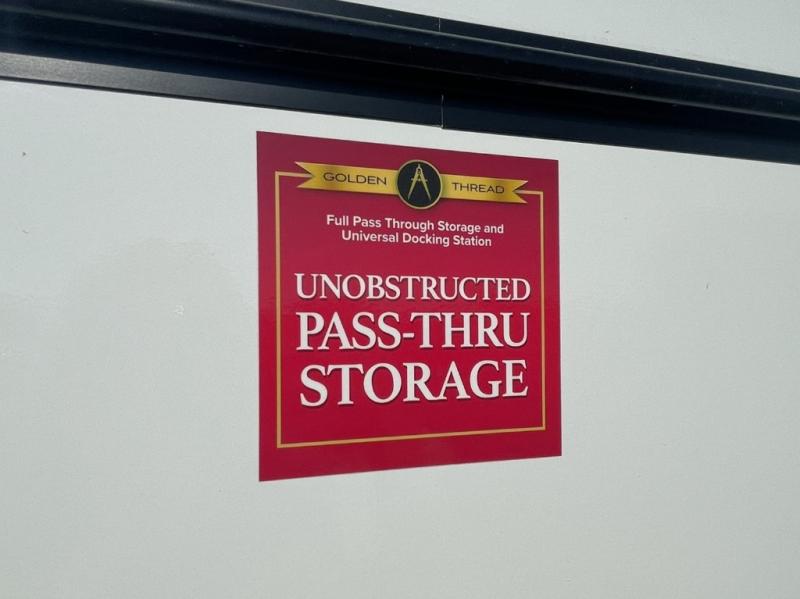 GOLDEN THREAD
Full Pass Through Storage and
Universal Docking Station
UNOBSTRUCTED
PASS-THRU
STORAGE